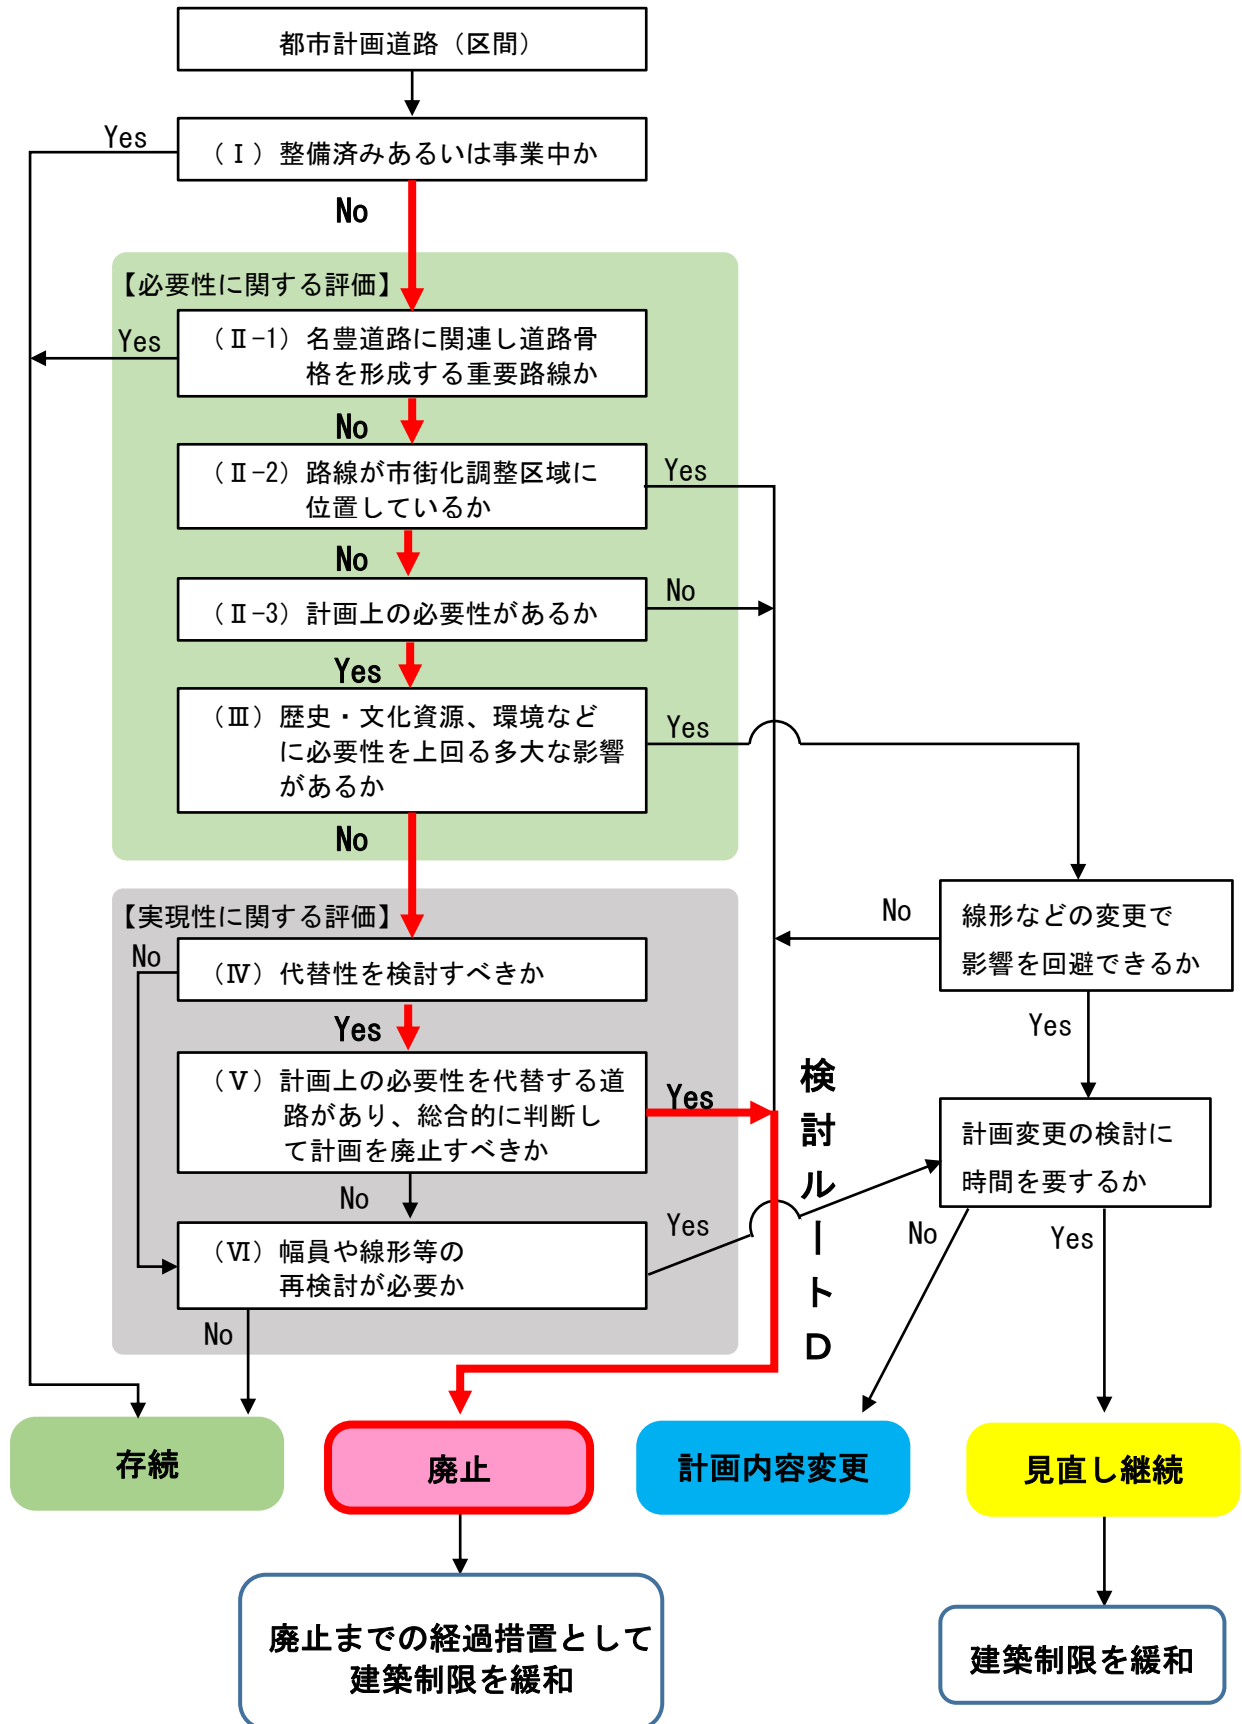 都市計画道路（区間）
Yes
（Ⅰ）整備済みあるいは事業中か
No
【必要性に関する評価】
Yes
（Ⅱ-1）名豊道路に関連し道路骨
格を形成する重要路線か
No
（Ⅱ-2）路線が市街化調整区域に
位置しているか
Yes
No
（Ⅱ-3）計画上の必要性があるか
No
Yes
（Ⅲ）歴史・文化資源、環境など
に必要性を上回る多大な影響
があるか
Yes
No
【実現性に関する評価】
No
（Ⅳ）代替性を検討すべきか
No
線形などの変更で
影響を回避できるか
Yes
Yes
（Ⅴ）計画上の必要性を代替する道
路があり、総合的に判断し
て計画を廃止すべきか
Yes
検討ルートD
計画変更の検討に
時間を要するか
No
（Ⅵ）幅員や線形等の
再検討が必要か
Yes
No
Yes
No
存続
廃止
計画内容変更
見直し継続
廃止までの経過措置として
建築制限を緩和
建築制限を緩和